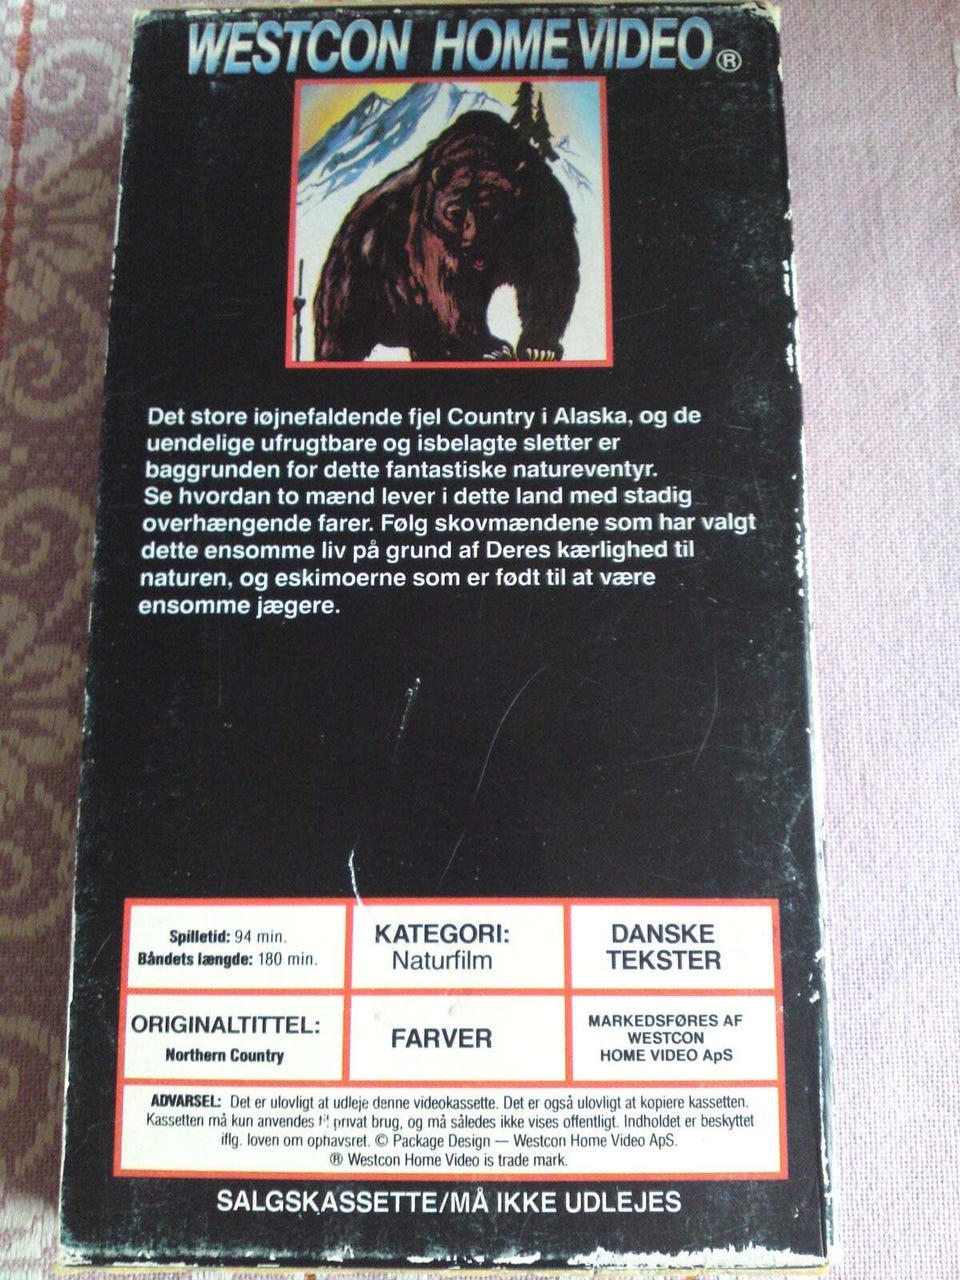 WESTCON HOME VIDEO ®
Det store iøjnefaldende fjel Country i Alaska, og de
uendelige ufrugtbare og isbelagte sletter er
baggrunden for dette fantastiske natureventyr.
Se hvordan to mænd lever i dette land med stadig
overhængende farer. Følg skovmændene som har valgt
dette ensomme liv på grund af Deres kærlighed til
naturen, og eskimoerne som er født til at være
ensomme jægere.
Spilletid: 94 min.
Båndets længde: 180 min.
KATEGORI:
Naturfilm
DANSKE
TEKSTER
ORIGINALTITTEL:
Northern Country
FARVER
MARKEDSFØRES AF
WESTCON
HOME VIDEO ApS
ADVARSEL: Det er ulovligt at udleje denne videokassette. Det er også ulovligt at kopiere kassetten.
Kassetten må kun anvendes til privat brug, og må således ikke vises offentligt. Indholdet er beskyttet
iflg. loven om ophavsret. © Package Design — Westcon Home Video ApS.
® Westcon Home Video is trade mark.
SALGSKASSETTE/MÅ IKKE UDLEJES